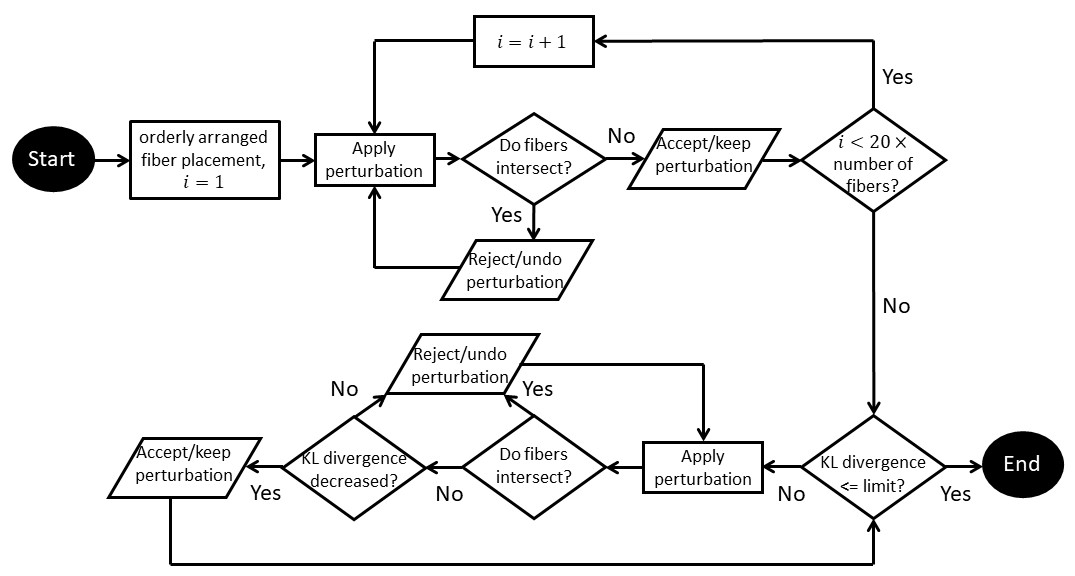 i = i + 1
Yes
Start
orderly arranged
fiber placement,
i = 1
Apply
perturbation
Do fibers
intersect?
No
Accept/keep
perturbation
i < 20 ×
number of
fibers?
Yes
Reject/undo
perturbation
No
Reject/undo
perturbation
No
Yes
Accept/keep
perturbation
Yes
KL divergence
decreased?
No
Do fibers
intersect?
Apply
perturbation
No
KL divergence
<= limit?
Yes
End